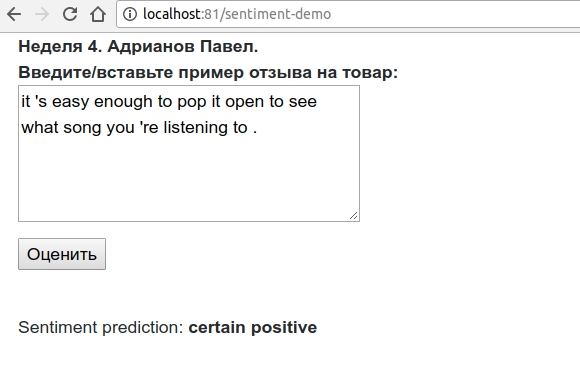 localhost:81/sentiment-demo
Неделя 4. Адрианов Павел.
Введите/вставьте пример отзыва на товар:
it 's easy enough to pop it open to see
what song you 're listening to .
Оценить
Sentiment prediction: certain positive